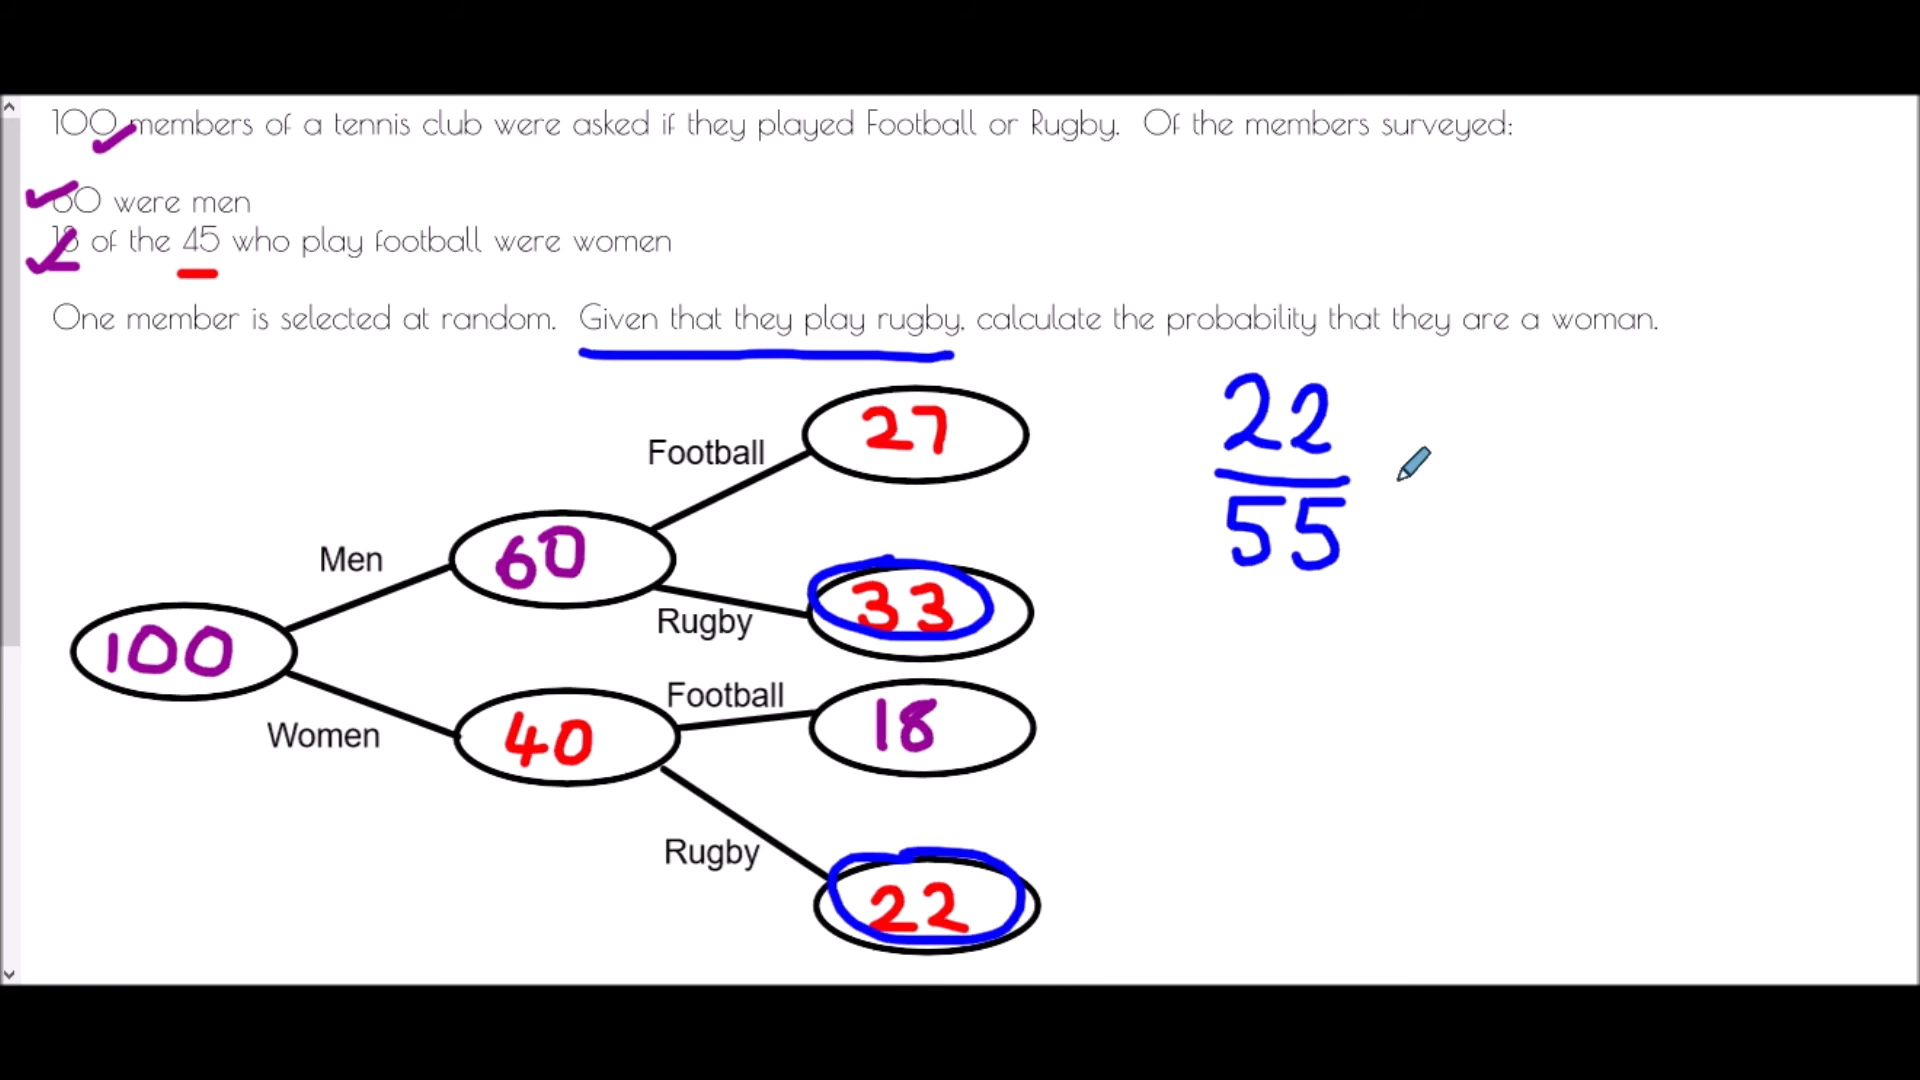 100 members of a tennis club were asked if they played Football or Rugby. Of the members surveyed:
60 were men
18 of the 45 who play football were women
One member is selected at random. Given that they play rugby, calculate the probability that they are a woman.
27
Football
22
55
Men
60
Rugby
33
100
Women
40
Football
18
Rugby
22